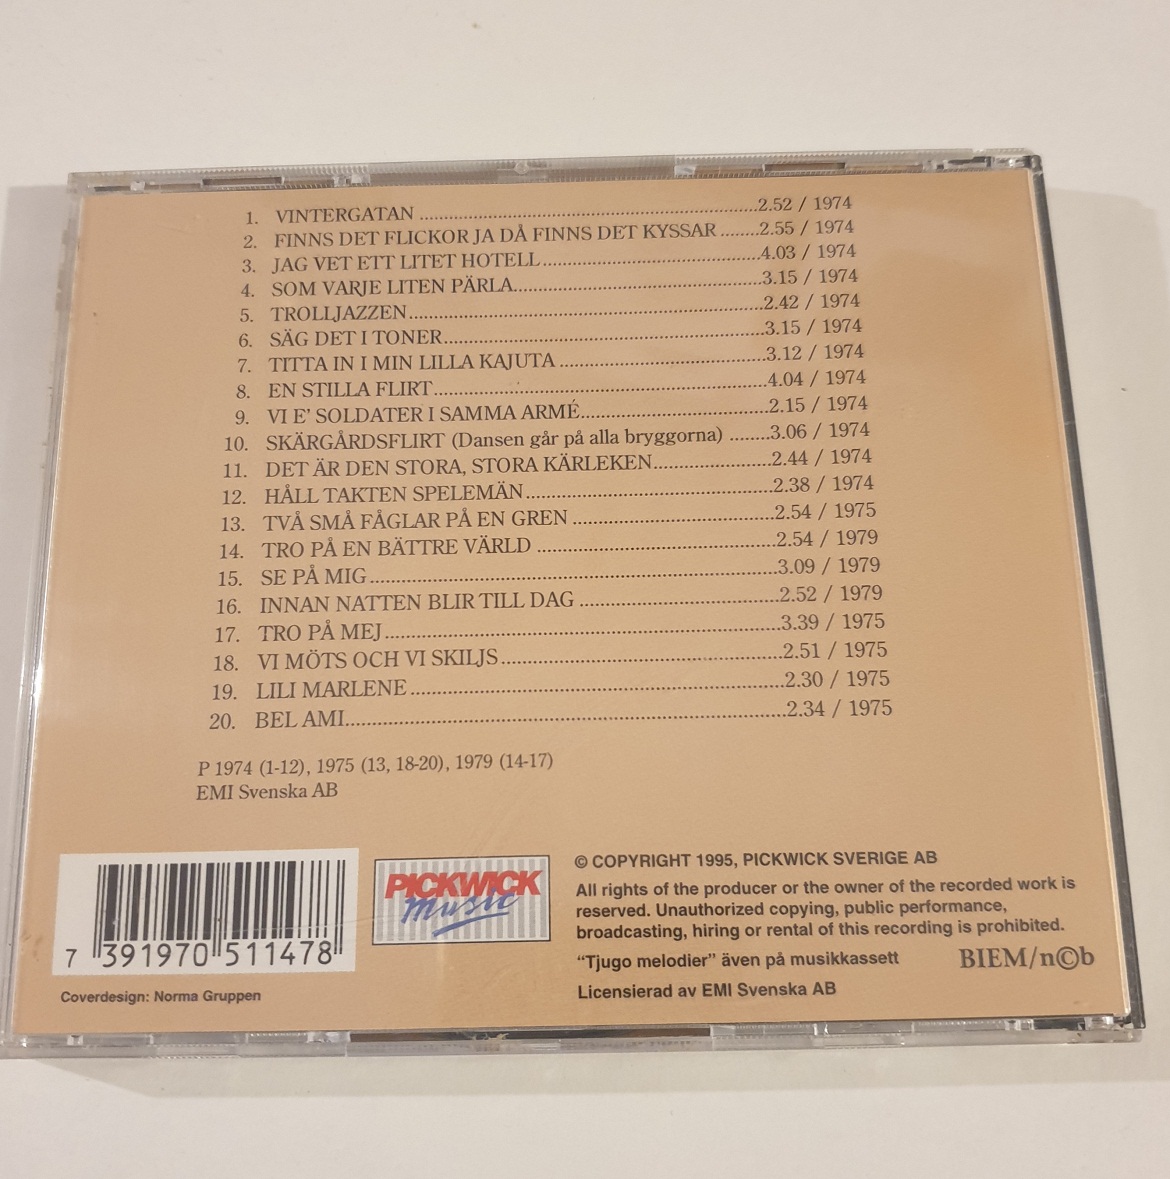 1. VINTERGATAN ........2.52 / 1974
2. FINNS DET FLICKOR JA DÅ FINNS DET KYSSAR ........2.55 / 1974
3. JAG VET ETT LITET HOTELL........4.03 / 1974
4. SOM VARJE LITEN PÄRLA........3.15 / 1974
5. TROLLJAZZEN........2.42 / 1974
6. SÄG DET I TONER........3.15 / 1974
7. TITTA IN I MIN LILLA KAJUTA ........3.12 / 1974
8. EN STILLA FLIRT........4.04 / 1974
9. VI E' SOLDATER I SAMMA ARMÉ........2.15 / 1974
10. SKÄRGÅRDSFLIRT (Dansen går på alla bryggorna) ........3.06 / 1974
11. DET ÄR DEN STORA, STORA KÄRLEKEN........2.44 / 1974
12. HÅLL TAKTEN SPELEMÄN........2.38 / 1974
13. TVÅ SMÅ FÅGLAR PÅ EN GREN ........2.54 / 1975
14. TRO PÅ EN BÄTTRE VÄRLD ........2.54 / 1979
15. SE PÅ MIG........3.09 / 1979
16. INNAN NATTEN BLIR TILL DAG ........2.52 / 1979
17. TRO PÅ MEJ........3.39 / 1975
18. VI MÖTS OCH VI SKILJS........2.51 / 1975
19. LILI MARLENE........2.30 / 1975
20. BEL AMI........2.34 / 1975
P 1974 (1-12), 1975 (13, 18-20), 1979 (14-17)
EMI Svenska AB
7 391970 511478
Coverdesign: Norma Gruppen
PICKWICK
Music
© COPYRIGHT 1995, PICKWICK SVERIGE AB
All rights of the producer or the owner of the recorded work is
reserved. Unauthorized copying, public performance,
broadcasting, hiring or rental of this recording is prohibited.
“Tjugo melodier” även på musikkassett
BIEM/n©b
Licensierad av EMI Svenska AB